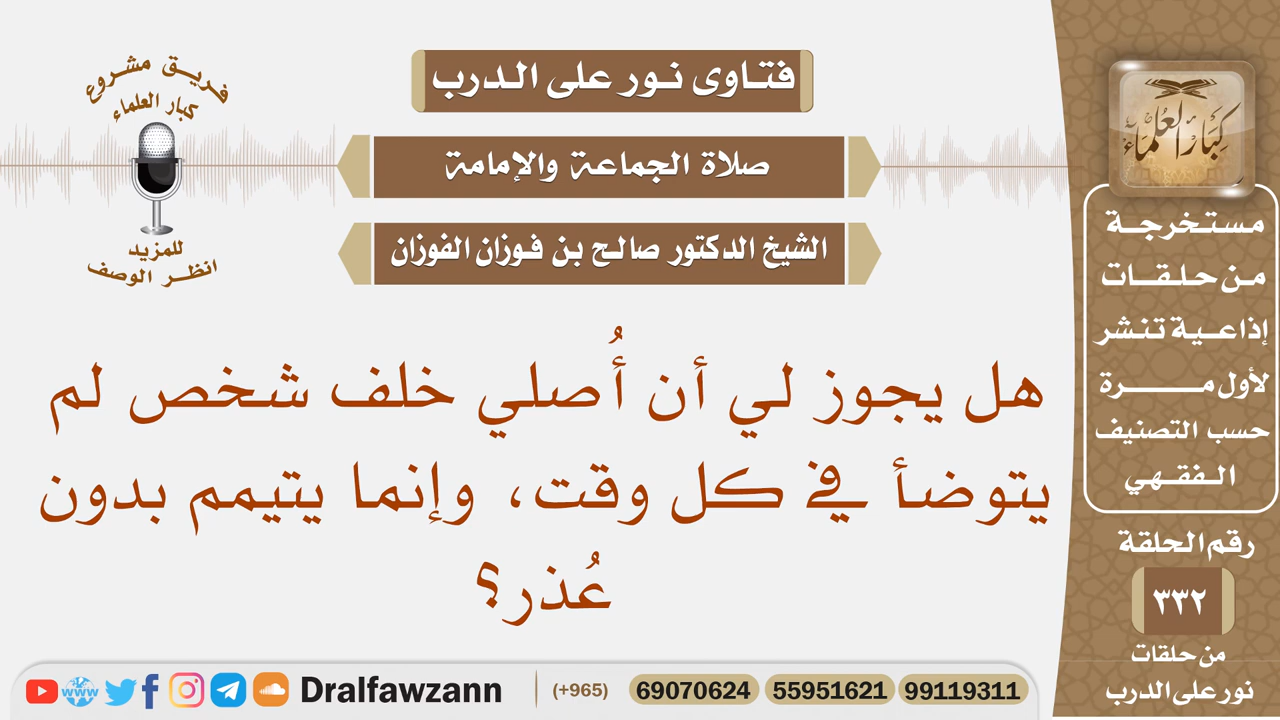 فتاوى نور على الدرب
صلاة الجماعة والإمامة
الشيخ الدكتور صالح بن فوزان الفوزان
فريق مشروع
كبار العلماء
للمزيد
انظر الوصف
هل يجوز لي أن أُصلي خلف شخص لم
يتوضأ في كل وقت، وإنما يتيمم بدون
عُذر؟
كبار العلماء
مستخرجة
من حلقات
إذاعية تنشر
لأول مرة
حسب التصنيف
الفقهي
رقم الحلقة
٣٣٢
من حلقات
نور على الدرب
www Dralfawzann (+965) 69070624 55951621 99119311